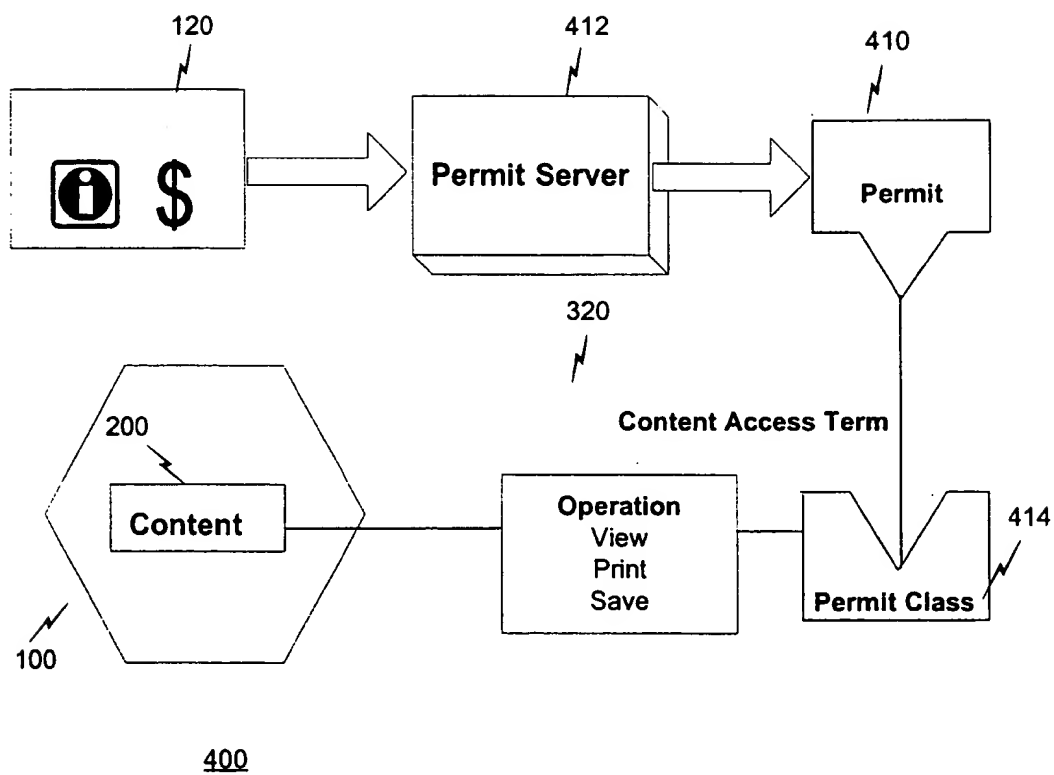 120
412
410
i $
Permit Server
Permit
320
Content Access Term
200
Content
Operation
View
Print
Save
414
Permit Class
100
400